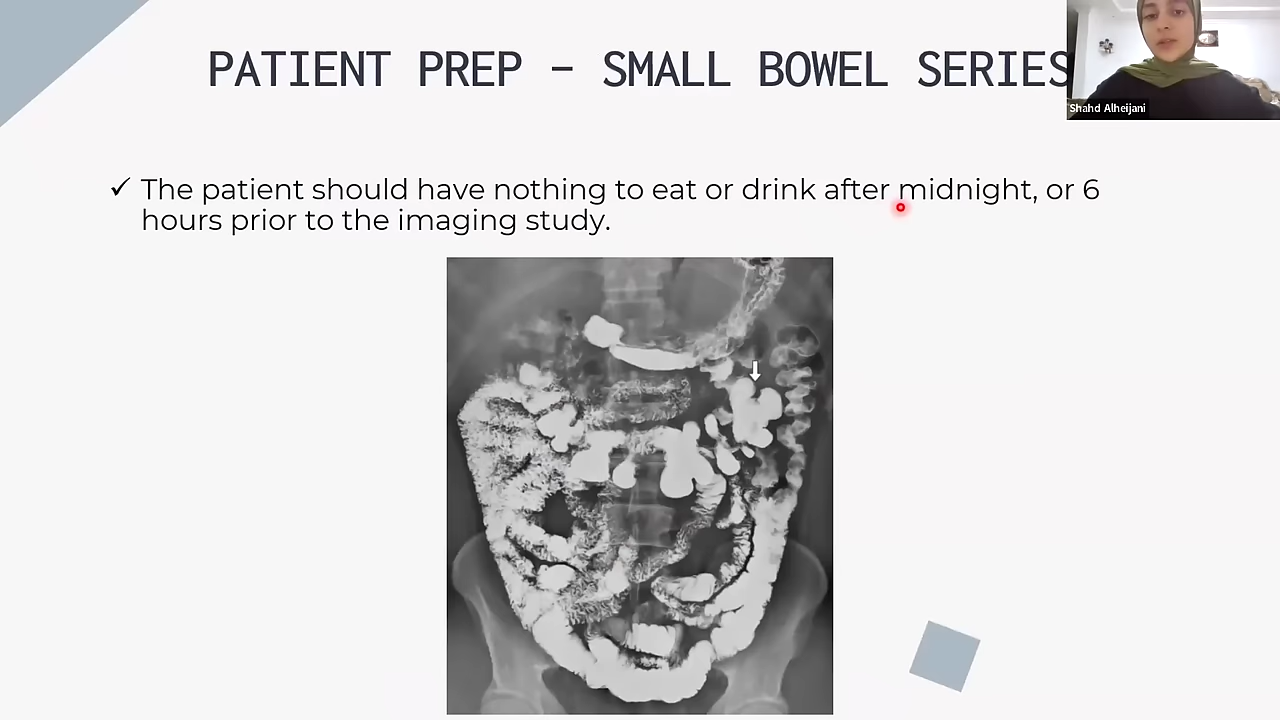 PATIENT PREP - SMALL BOWEL SERIES
Shahd Alheijani
✓ The patient should have nothing to eat or drink after midnight, or 6
hours prior to the imaging study.